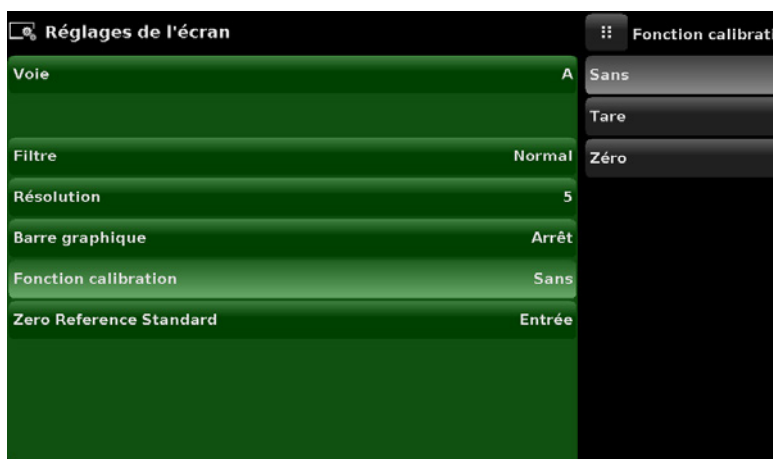 Réglages de l'écran
Voie A
Filtre Normal
Résolution 5
Barre graphique Arrêt
Fonction calibration Sans
Zero Reference Standard Entrée
Fonction calibrati
Sans
Tare
Zéro